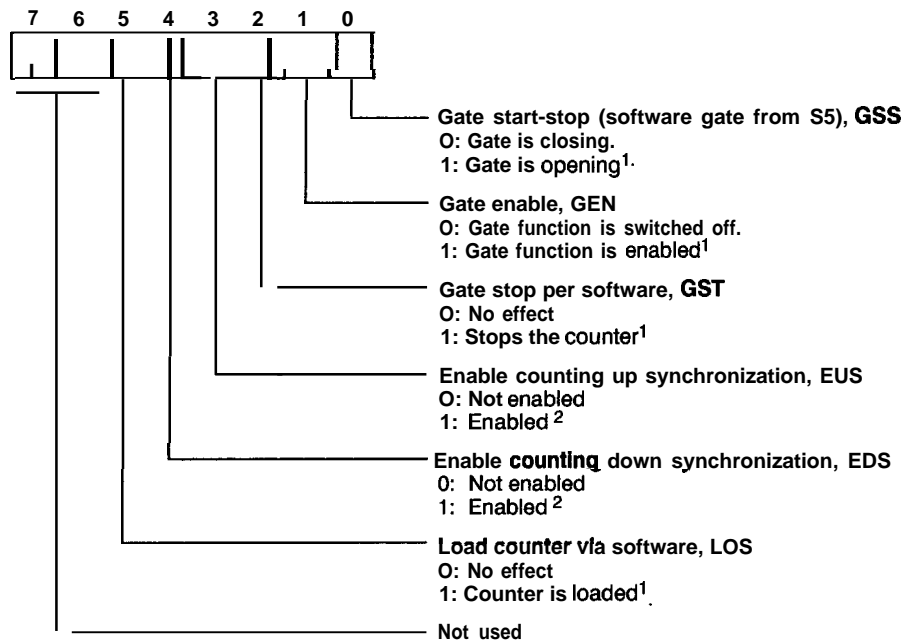 7 6 5 4 3 2 1 0
Gate start-stop (software gate from S5), GSS
O: Gate is closing.
1: Gate is opening1.
Gate enable, GEN
O: Gate function is switched off.
1: Gate function is enabled1
Gate stop per software, GST
O: No effect
1: Stops the counter1
Enable counting up synchronization, EUS
O: Not enabled
1: Enabled 2
Enable counting down synchronization, EDS
0: Not enabled
1: Enabled 2
Load counter via software, LOS
O: No effect
1: Counter is loaded1.
Not used